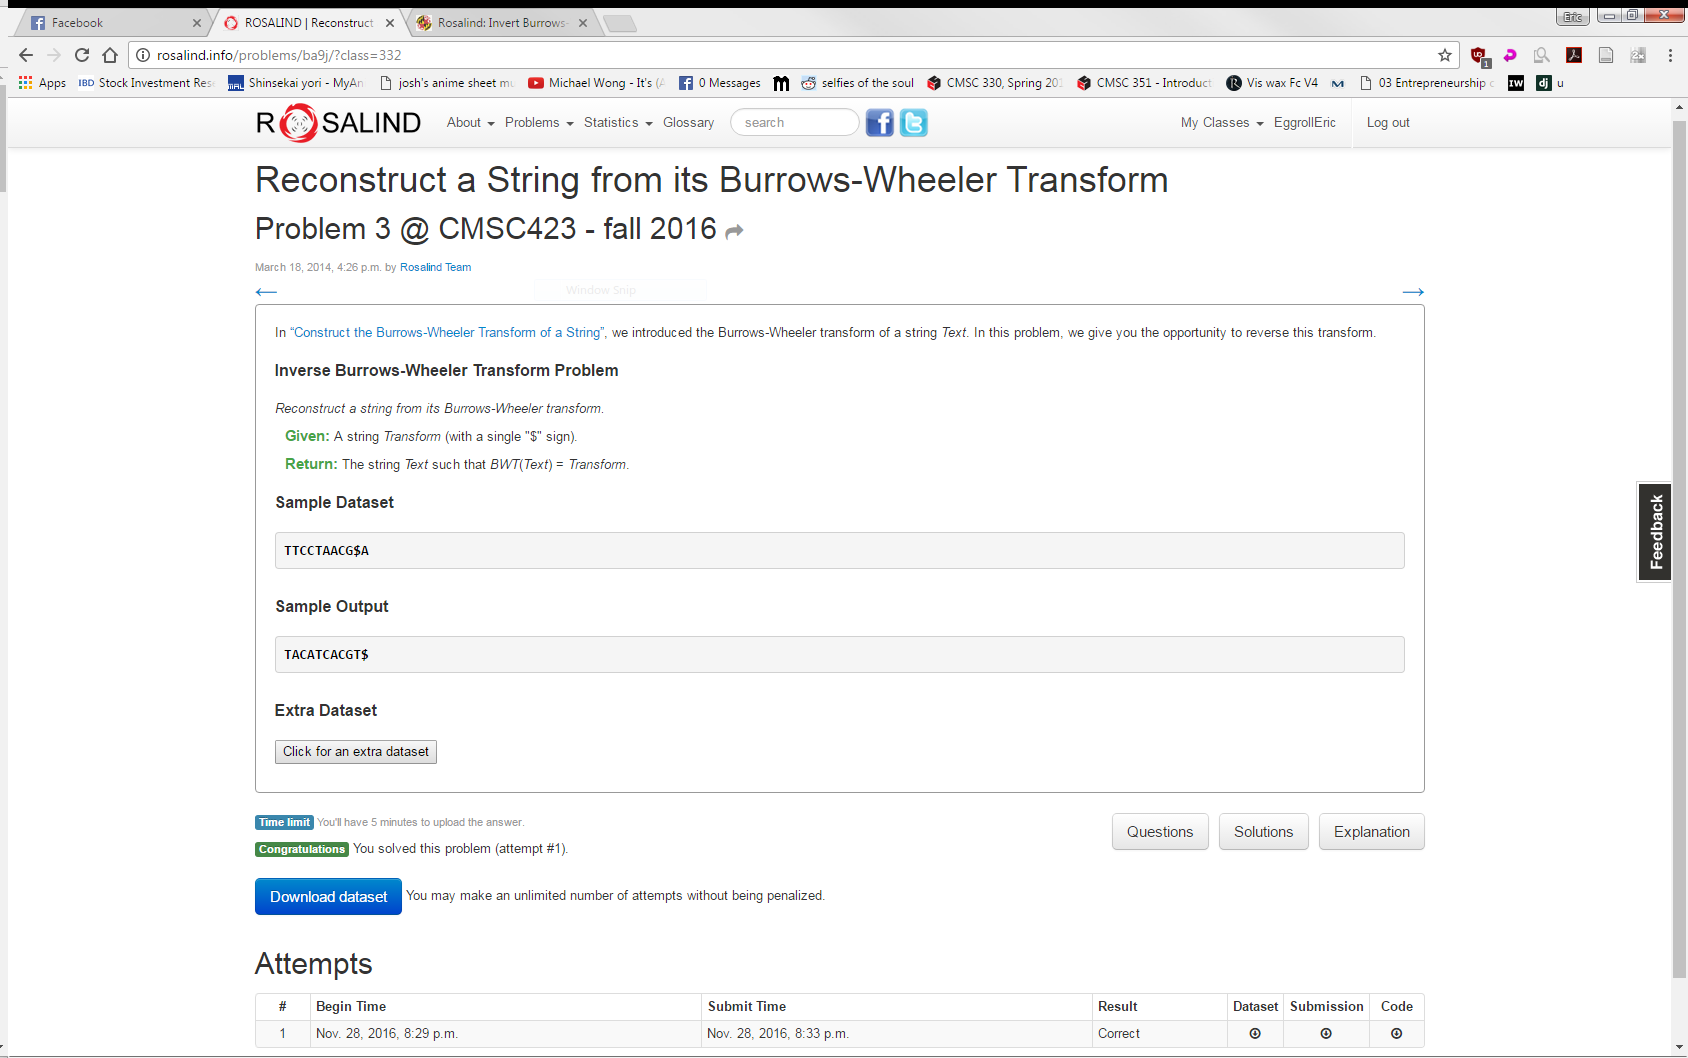 Facebook
ROSALIND | Reconstruct
Rosalind: Invert Burrows-
Eric
rosalind.info/problems/ba9j/?class=332
1
Apps
IBD Stock Investment Res
MAL Shinsekai yori - MyAn
josh's anime sheet mu
Michael Wong - It's (A
0 Messages
selfies of the soul
CMSC 330, Spring 201
CMSC 351 - Introduct
Vis wax Fc V4
03 Entrepreneurship c
IW
dj u
ROSALIND
About
Problems
Statistics
Glossary
search
My Classes
EggrollEric
Log out
Reconstruct a String from its Burrows-Wheeler Transform
Problem 3 @ CMSC423 - fall 2016
March 18, 2014, 4:26 p.m. by Rosalind Team
Window Snip
← →
In “Construct the Burrows-Wheeler Transform of a String”, we introduced the Burrows-Wheeler transform of a string Text. In this problem, we give you the opportunity to reverse this transform.
Inverse Burrows-Wheeler Transform Problem
Reconstruct a string from its Burrows-Wheeler transform.
Given: A string Transform (with a single "$" sign).
Return: The string Text such that BWT(Text) = Transform.
Sample Dataset
TTCCTAACG$A
Feedback
Sample Output
TACATCACGT$
Extra Dataset
Click for an extra dataset
Time limit You'll have 5 minutes to upload the answer.
Congratulations You solved this problem (attempt #1).
Questions
Solutions
Explanation
Download dataset You may make an unlimited number of attempts without being penalized.
Attempts
# Begin Time Submit Time Result Dataset Submission Code
1 Nov. 28, 2016, 8:29 p.m. Nov. 28, 2016, 8:33 p.m. Correct